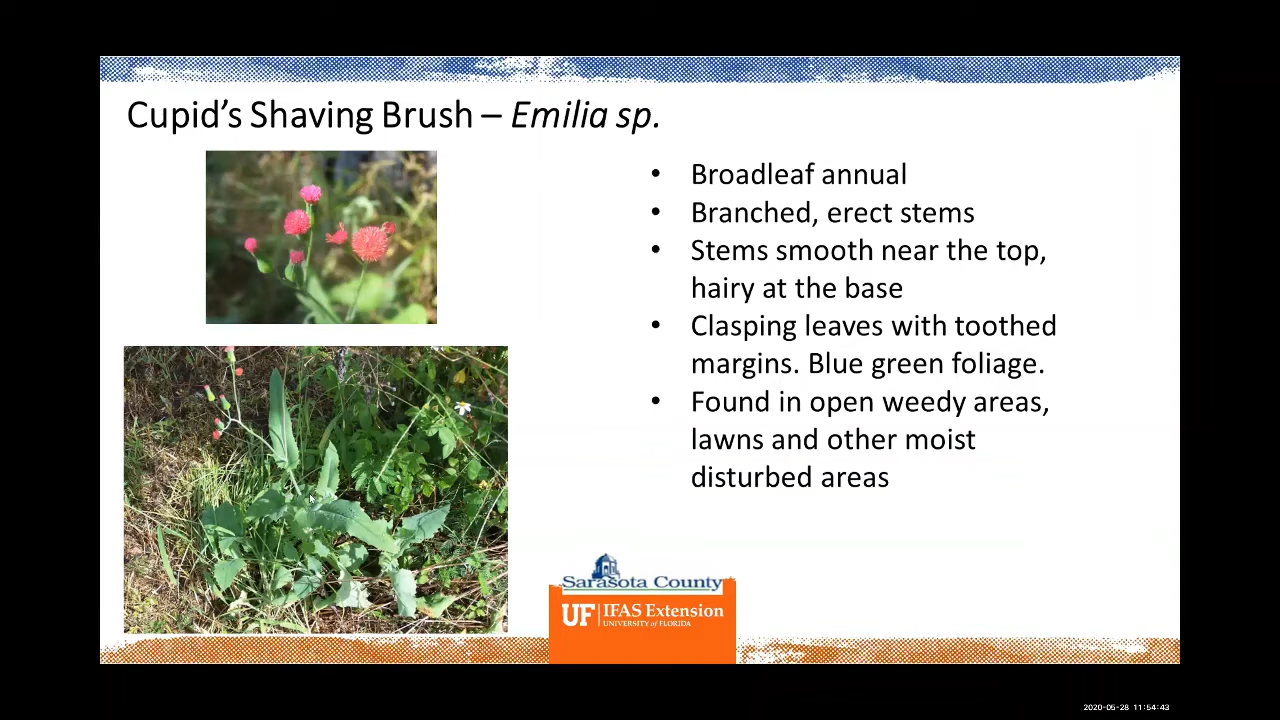 Cupid's Shaving Brush – Emilia sp.
• Broadleaf annual
• Branched, erect stems
• Stems smooth near the top,
hairy at the base
• Clasping leaves with toothed
margins. Blue green foliage.
• Found in open weedy areas,
lawns and other moist
disturbed areas
Sarasota County
UF | IFAS Extension
UNIVERSITY of FLORIDA
2020-05-28 11:54:43